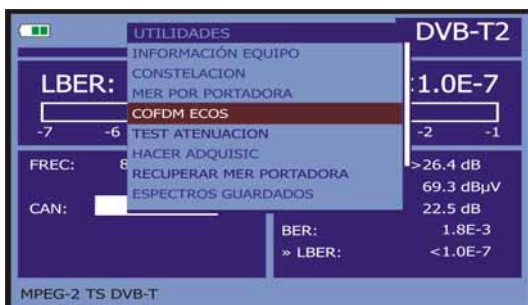 UTILIDADES
DVB-T2
INFORMACIÓN EQUIPO
CONSTELACION
MER POR PORTADORA
COFDM ECOS
TEST ATENUACION
HACER ADQUISIC
RECUPERAR MER PORTADORA
ESPECTROS GUARDADOS
LBER:
1.0E-7
-7 -6 -2 -1
FREC: 8
>26.4 dB
69.3 dBµV
CAN:
22.5 dB
BER: 1.8E-3
» LBER: <1.0E-7
MPEG-2 TS DVB-T